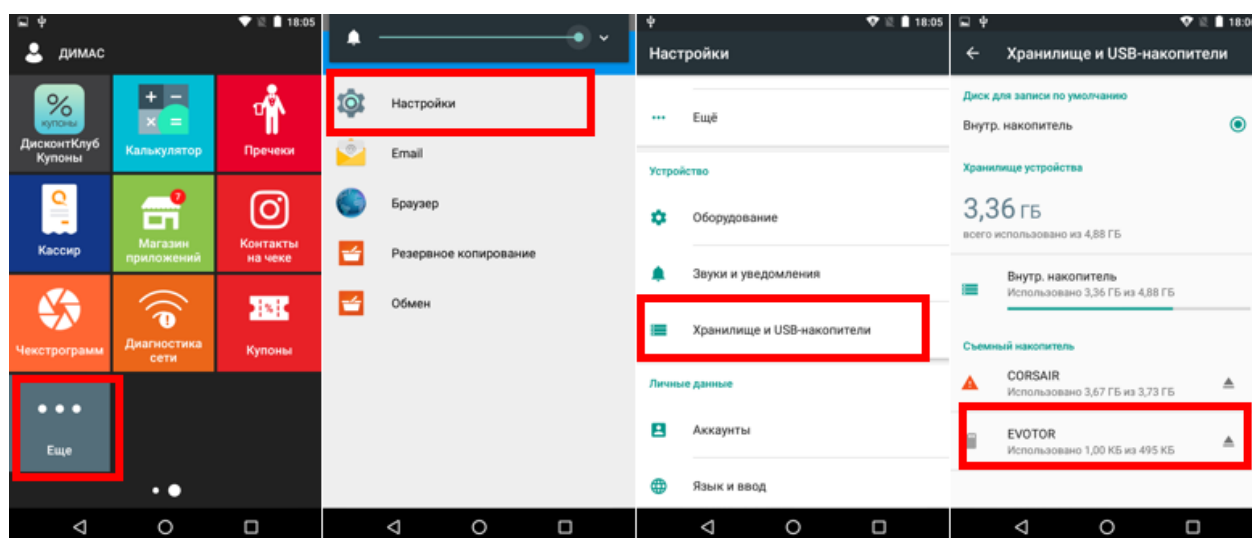 18:05
ДИМАС
%
купоны
ДисконтКлуб
Купоны
Калькулятор
Пречеки
Кассир
7
Магазин
приложений
Контакты
на чеке
Чекстрограмм
Диагностика
сети
Купоны
Еще
Настройки
Email
Браузер
Резервное копирование
Обмен
18:05
Настройки
Ещё
Устройство
Оборудование
Звуки и уведомления
Хранилище и USB-накопители
Личные данные
Аккаунты
Язык и ввод
18:0
Хранилище и USB-накопители
Диск для записи по умолчанию
Внутр. накопитель
Хранилище устройства
3,36 ГБ
всего использовано из 4,88 ГБ
Внутр. накопитель
Использовано 3,36 ГБ из 4,88 ГБ
Съемный накопитель
CORSAIR
Использовано 3,67 ГБ из 3,73 ГБ
EVOTOR
Использовано 1,00 КБ из 495 КБ